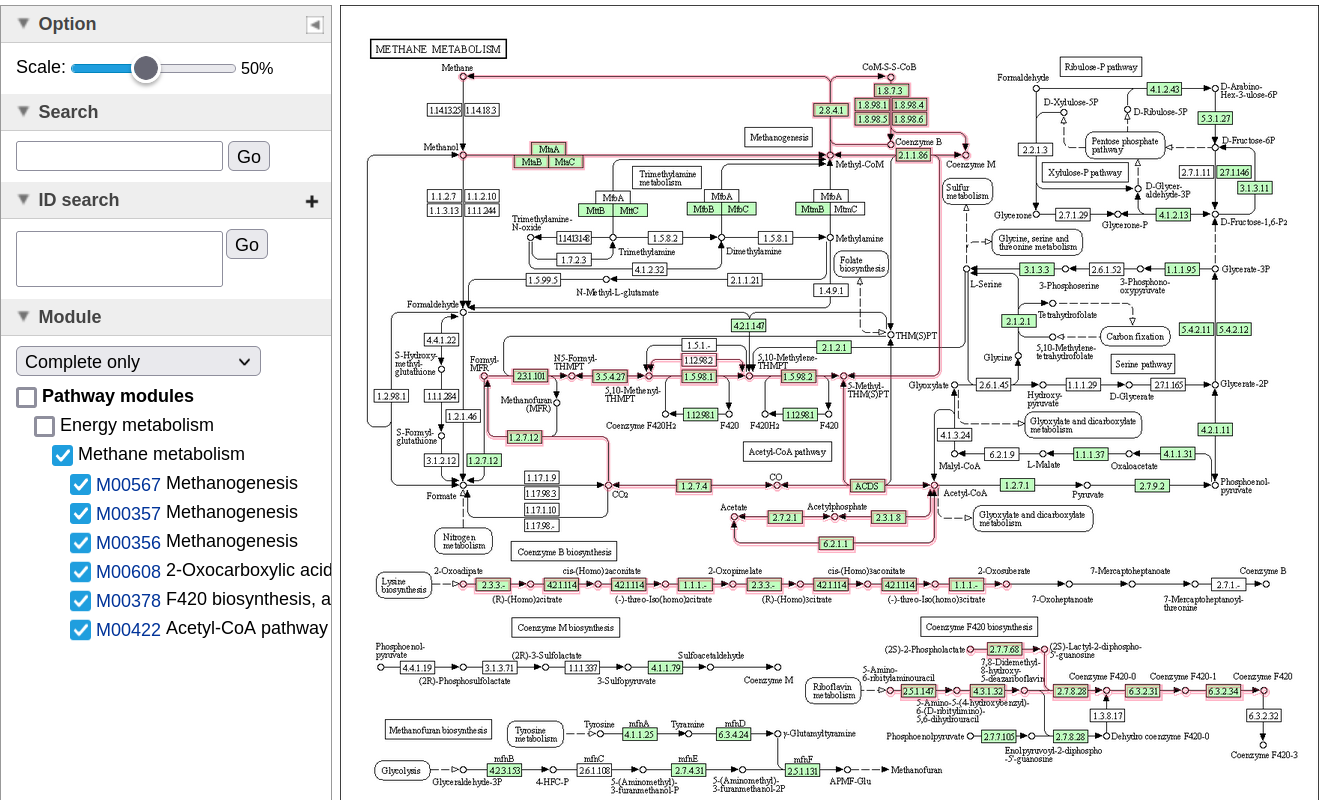 Option
Scale:
50%
Search
Go
ID search
+
Go
Module
Complete only
Pathway modules
Energy metabolism
Methane metabolism
M00567 Methanogenesis
M00357 Methanogenesis
M00356 Methanogenesis
M00608 2-Oxocarboxylic acid
M00378 F420 biosynthesis, a
M00422 Acetyl-CoA pathway
METHANE METABOLISM
Methane
CoM-S-S-CoB
1.8.7.3
1.8.98.1
1.8.98.4
1.8.98.5
1.8.98.6
1.14.13.25
1.14.18.3
2.8.4.1
Methanogenesis
Coenzyme B
Methanol
MtaA
MtaB
MtaC
Methyl-CoM
2.1.1.86
Coenzyme M
Trimethylamine
metabolism
1.1.2.7
1.1.2.10
1.1.3.13
1.1.1.244
MtbA
MttB
MttC
MtbA
MtbB
MtbC
MtbA
MtmB
MtmC
Trimethylamine-
N-oxide
1.14.13.148
1.5.8.2
1.5.8.1
Methylamine
1.7.2.3
Trimethylamine
Dimethylamine
4.1.2.32
1.5.99.5
2.1.1.21
N-Methyl-L-glutamate
1.4.9.1
Folate
biosynthesis
Sulfur
metabolism
Formaldehyde
4.2.1.147
THM(S)PT
4.4.1.22
S-Hydroxy-
methyl-
glutathione
Formyl-
MFR
N5-Formyl-
THMPT
1.5.1.-
1.12.98.2
5,10-Methylene-
THMPT
2.1.2.1
2.3.1.101
3.5.4.27
1.5.98.1
1.5.98.2
5-Methyl-
THM(S)PT
5,10-Methenyl-
THMPT
Methanofuran
(MFR)
1.2.98.1
1.1.1.284
1.2.1.46
1.12.98.1
1.12.98.1
Coenzyme F420H2
F420
F420H2
F420
S-Formyl-
glutathione
1.2.7.12
3.1.2.12
1.2.7.12
Acetyl-CoA pathway
Formate
1.17.1.9
1.17.98.3
1.17.1.10
1.17.98.-
CO2
1.2.7.4
CO
ACDS
Acetyl-CoA
1.2.7.1
Pyruvate
2.7.9.2
Phosphoenol-
pyruvate
Acetate
2.7.2.1
Acetylphosphate
2.3.1.8
6.2.1.1
Nitrogen
metabolism
Glyoxylate and dicarboxylate
metabolism
Ribulose-P pathway
Formaldehyde
4.1.2.43
D-Arabino-
Hex-3-ulose-6P
D-Xylulose-5P
D-Ribulose-5P
5.3.1.27
Pentose phosphate
pathway
D-Fructose-6P
2.2.1.3
Xylulose-P pathway
2.7.1.11
2.7.1.146
3.1.3.11
D-Glycer-
aldehyde-3P
Glycerone
2.7.1.29
Glycerone-P
4.1.2.13
D-Fructose-1,6-P2
Glycine, serine and
threonine metabolism
L-Serine
3.1.3.3
2.6.1.52
1.1.1.95
Glycerate-3P
3-Phosphoserine
3-Phosphono-
oxypyruvate
2.1.2.1
Tetrahydrofolate
Carbon fixation
5,10-Methylene-
tetrahydrofolate
5.4.2.11
5.4.2.12
Glycine
Serine pathway
Glyoxylate
2.6.1.45
Hydroxy-
pyruvate
1.1.1.29
D-Glycerate
2.7.1.165
Glycerate-2P
Glyoxylate and dicarboxylate
metabolism
4.1.3.24
4.2.1.11
Malyl-CoA
6.2.1.9
L-Malate
1.1.1.37
Oxaloacetate
4.1.1.31
Coenzyme B biosynthesis
Lysine
biosynthesis
2-Oxoadipate
2.3.3.-
(R)-(Homo)2citrate
4.2.1.114
cis-(Homo)2aconitate
4.2.1.114
(-)-threo-Iso(homo)2citrate
1.1.1.-
2-Oxopimelate
2.3.3.-
(R)-(Homo)3citrate
4.2.1.114
cis-(Homo)3aconitate
4.2.1.114
(-)-threo-Iso(homo)3citrate
1.1.1.-
2-Oxosuberate
7-Oxoheptanoate
7-Mercaptoheptanoate
7-Mercaptoheptanoyl-
threonine
2.7.1.-
Coenzyme B
Coenzyme M biosynthesis
Phosphoenol-
pyruvate
4.4.1.19
(2R)-Phosphosulfolactate
3.1.3.71
(2R)-3-Sulfolactate
1.1.1.337
3-Sulfopyruvate
4.1.1.79
Sulfoacetaldehyde
Coenzyme M
Coenzyme F420 biosynthesis
(2S)-2-Phospholactate
2.7.7.68
(2S)-Lactyl-2-diphospho-
5'-guanosine
5-Amino-
6-ribitylaminouracil
7,8-Didemethyl-
8-hydroxy-
5-deazariboflavin
Riboflavin
metabolism
2.5.1.147
4.3.1.32
2.7.8.28
Coenzyme F420-0
6.3.2.31
Coenzyme F420-1
6.3.2.34
Coenzyme F420
5-Amino-5-(4-hydroxybenzyl)-
6-(D-ribitylimino)-
5,6-dihydrouracil
1.3.8.17
6.3.2.32
Phosphoenolpyruvate
2.7.7.105
2.7.8.28
Dehydro coenzyme F420-0
Enolpyruvoyl-2-diphospho
-5'-guanosine
Coenzyme F420-3
Methanofuran biosynthesis
Tyrosine
metabolism
Tyrosine
mfnA
4.1.1.25
Tyramine
mfnD
6.3.4.24
γ-Glutamyltyramine
Glycolysis
Glyceraldehyde-3P
mfnB
4.2.3.153
4-HFC-P
mfnC
2.6.1.108
5-(Aminomethyl)-
3-furanmethanol-P
mfnE
2.7.4.31
5-(Aminomethyl)-
3-furanmethanol-2P
mfnF
2.5.1.131
APMF-Glu
Methanofuran